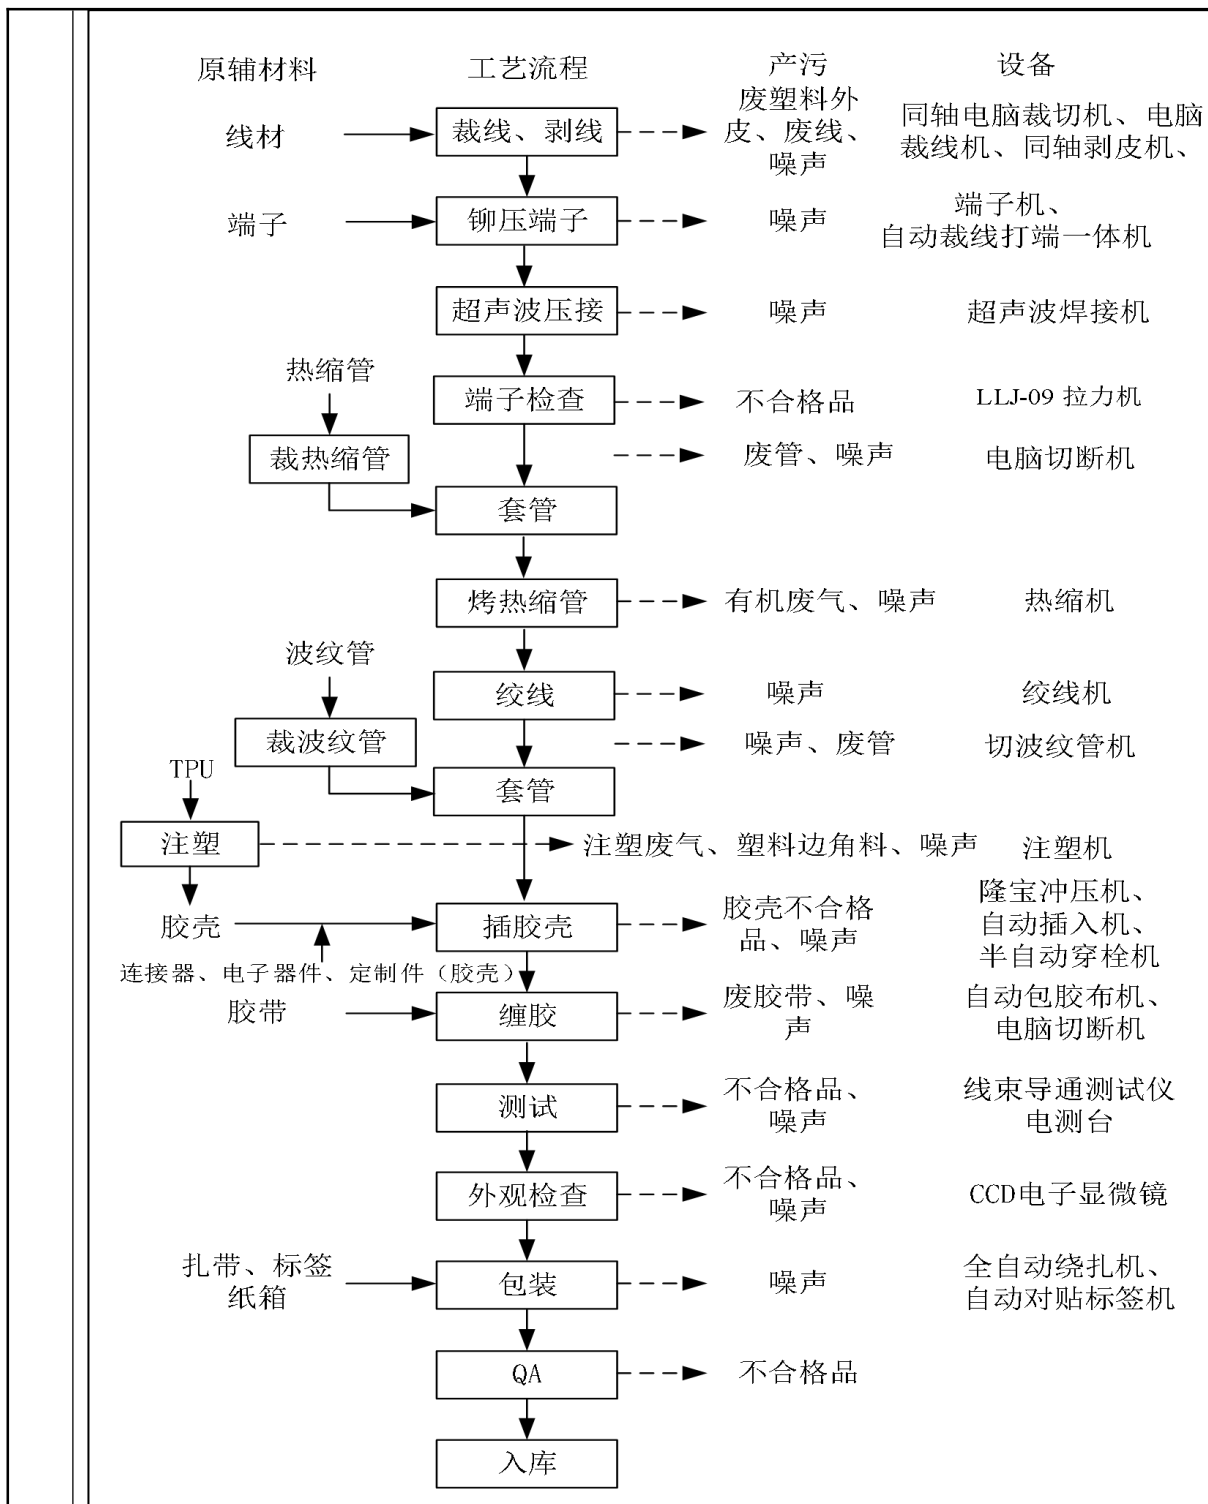 原辅材料
工艺流程
产污
设备
线材
裁线、剥线
废塑料外
皮、废线、
噪声
同轴电脑裁切机、电脑
裁线机、同轴剥皮机、
端子
铆压端子
噪声
端子机、
自动裁线打端一体机
超声波压接
噪声
超声波焊接机
热缩管
端子检查
不合格品
LLJ-09 拉力机
裁热缩管
废管、噪声
电脑切断机
套管
烤热缩管
有机废气、噪声
热缩机
波纹管
绞线
噪声
绞线机
裁波纹管
噪声、废管
切波纹管机
TPU
套管
注塑
注塑废气、塑料边角料、噪声
注塑机
胶壳
插胶壳
胶壳不合格
品、噪声
隆宝冲压机、
自动插入机、
半自动穿栓机
连接器、电子器件、定制件（胶壳）
胶带
缠胶
废胶带、噪
声
自动包胶布机、
电脑切断机
测试
不合格品、
噪声
线束导通测试仪
电测台
外观检查
不合格品、
噪声
CCD电子显微镜
扎带、标签
纸箱
包装
噪声
全自动绕扎机、
自动对贴标签机
QA
不合格品
入库